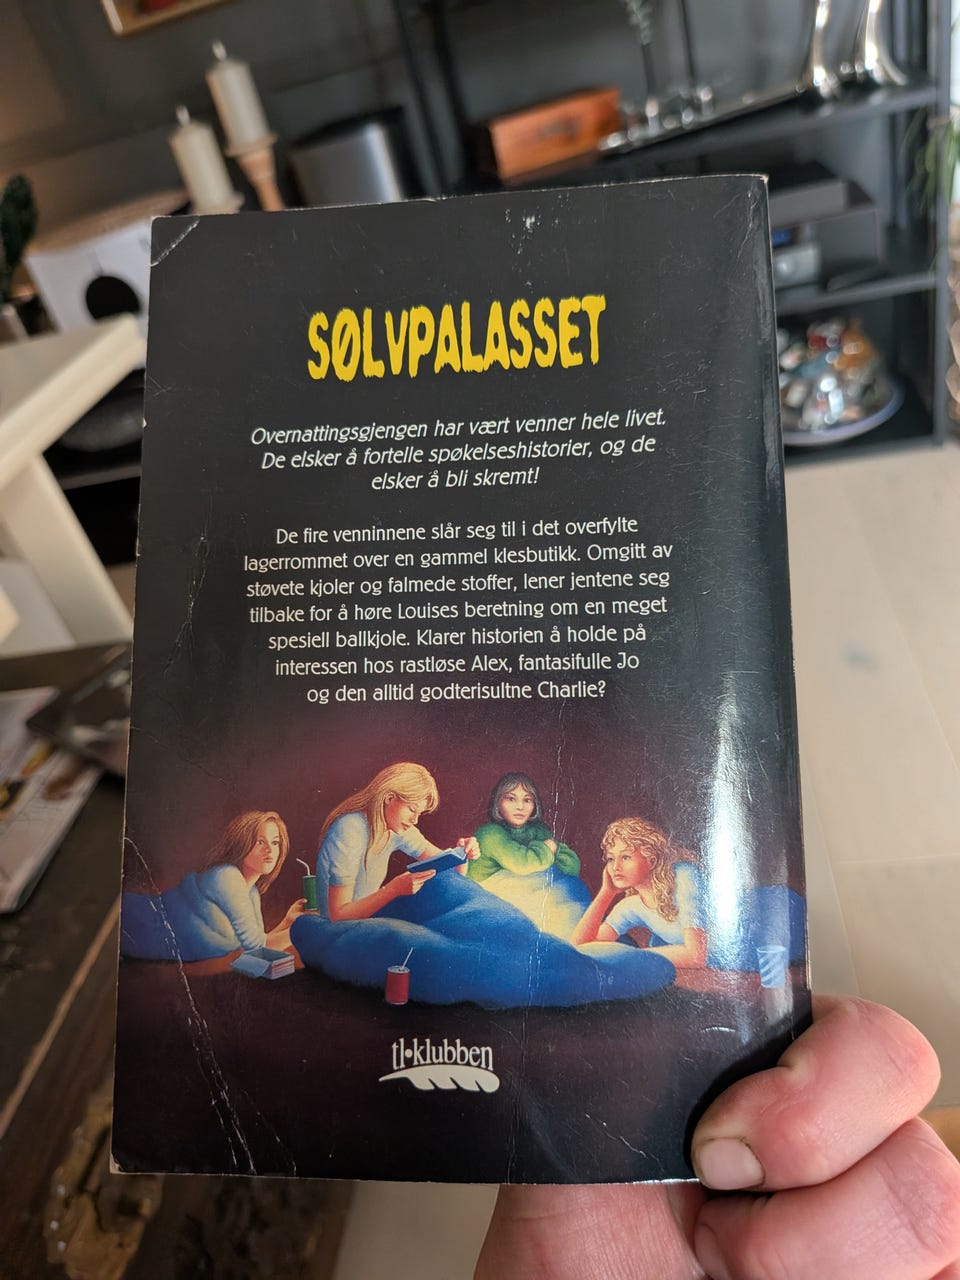 SØLVPALASSET
Overnattingsgjengen har vært venner hele livet.
De elsker å fortelle spøkelseshistorier, og de
elsker å bli skremt!
De fire venninnene slår seg til i det overfylte
lagerrommet over en gammel klesbutikk. Omgitt av
støvete kjoler og falmede stoffer, lener jentene seg
tilbake for å høre Louises beretning om en meget
spesiell ballkjole. Klarer historien å holde på
interessen hos rastløse Alex, fantasifulle Jo
og den alltid godterisultne Charlie?
tl•klubben